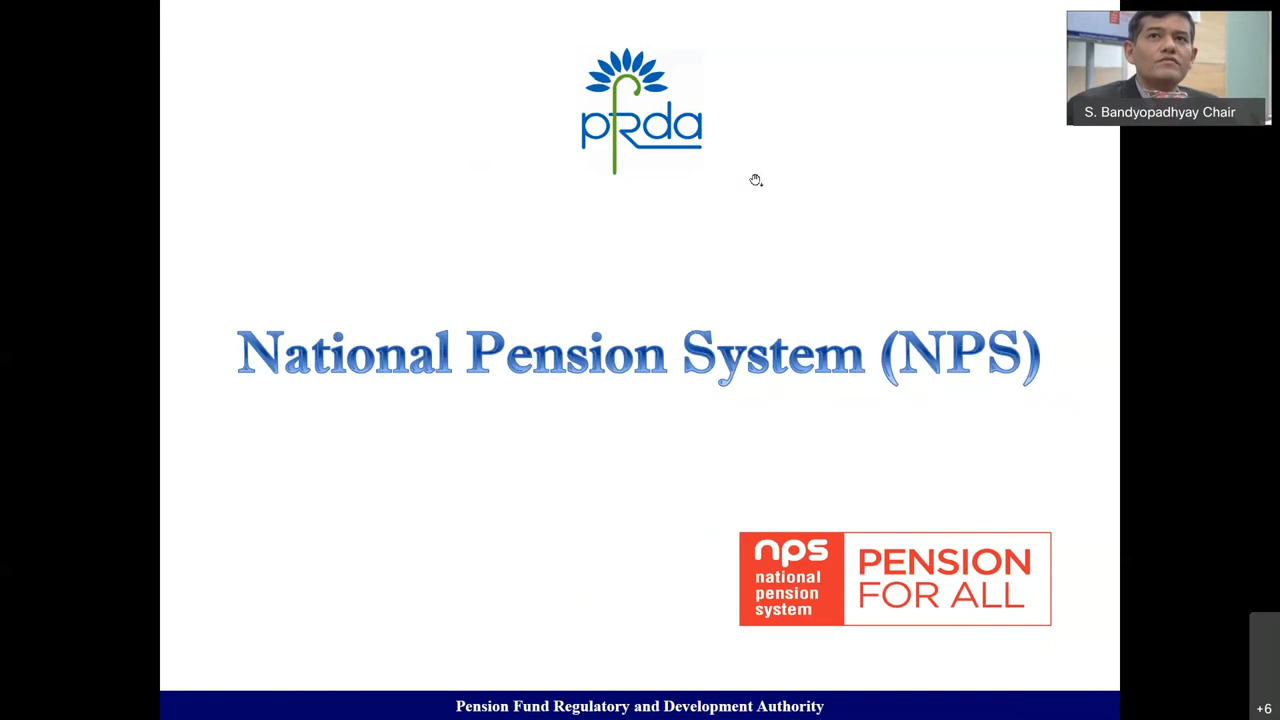 pfrda
S. Bandyopadhyay Chair
National Pension System (NPS)
nps
national
pension
system
PENSION
FOR ALL
Pension Fund Regulatory and Development Authority
+6